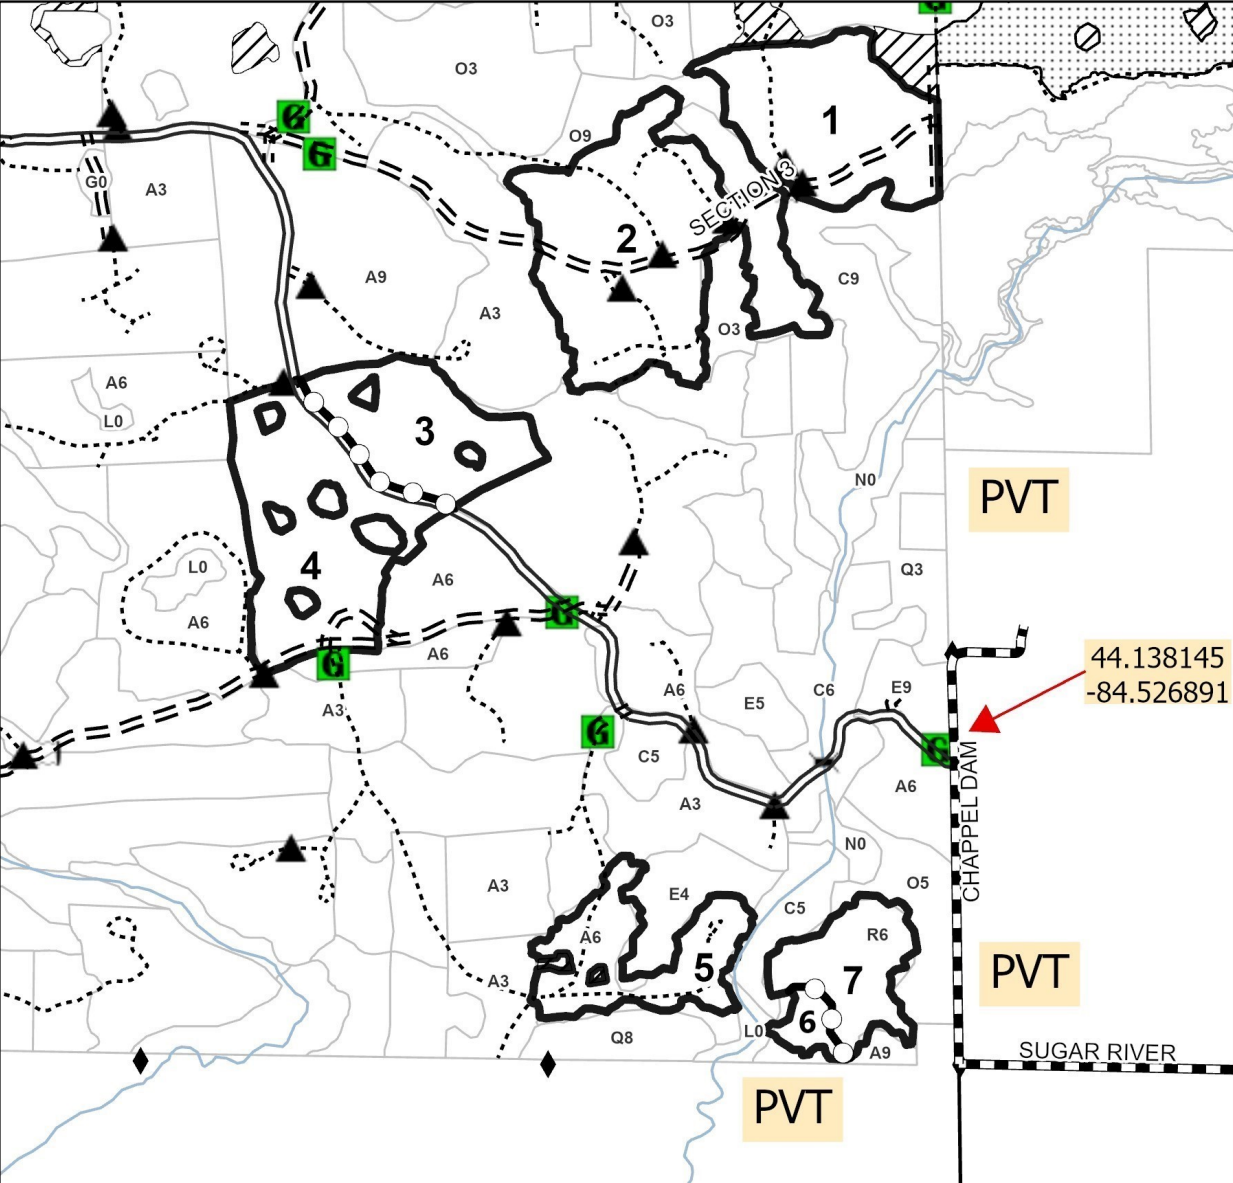 G
O3
O3
1
G
O9
G
G0
A3
SECTION 3
2
A9
C9
A3
O3
A6
L0
3
N0
PVT
4
L0
A6
Q3
A6
G
A6
G
44.138145
-84.526891
A3
A6
E5
C6
E9
G
C5
G
CHAPPEL DAM
A6
A3
N0
A3
E4
O5
C5
A6
R6
5
7
PVT
A3
6
L0
Q8
A9
SUGAR RIVER
PVT